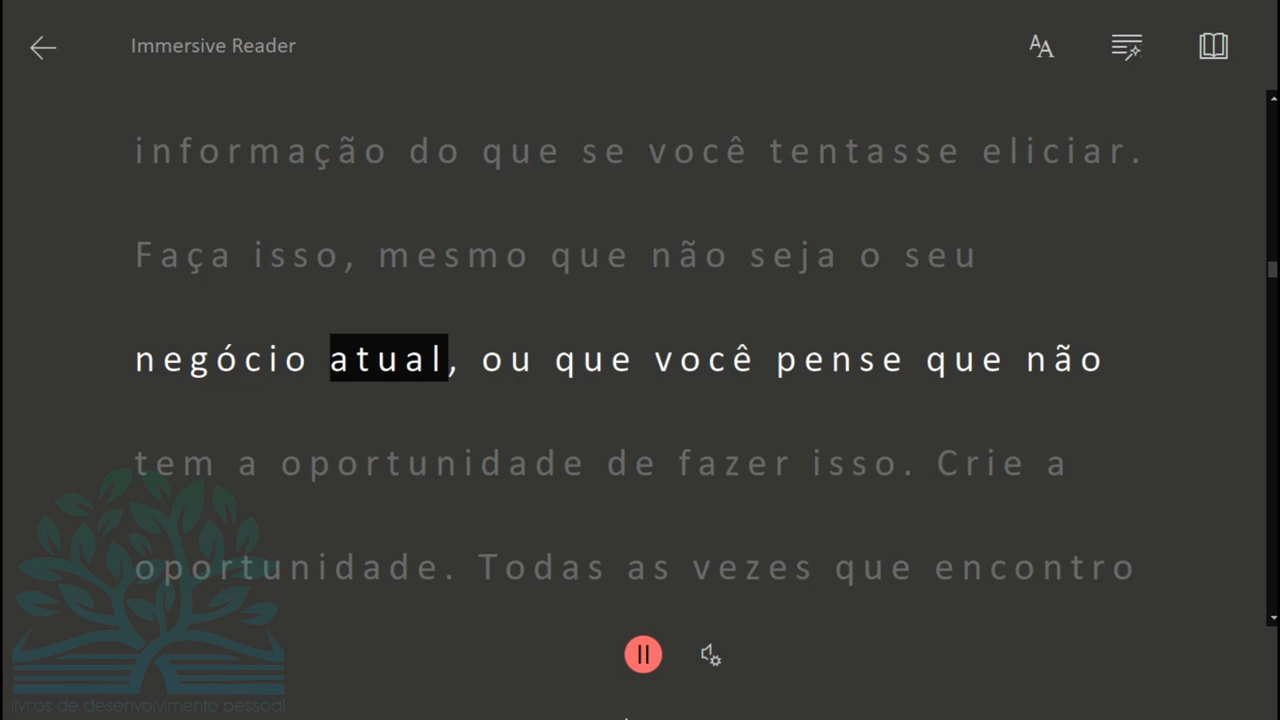 Immersive Reader
informação do que se você tentasse eliciar.
Faça isso, mesmo que não seja o seu
negócio atual, ou que você pense que não
tem a oportunidade de fazer isso. Crie a
oportunidade. Todas as vezes que encontro
livros de desenvolvimento pessoal